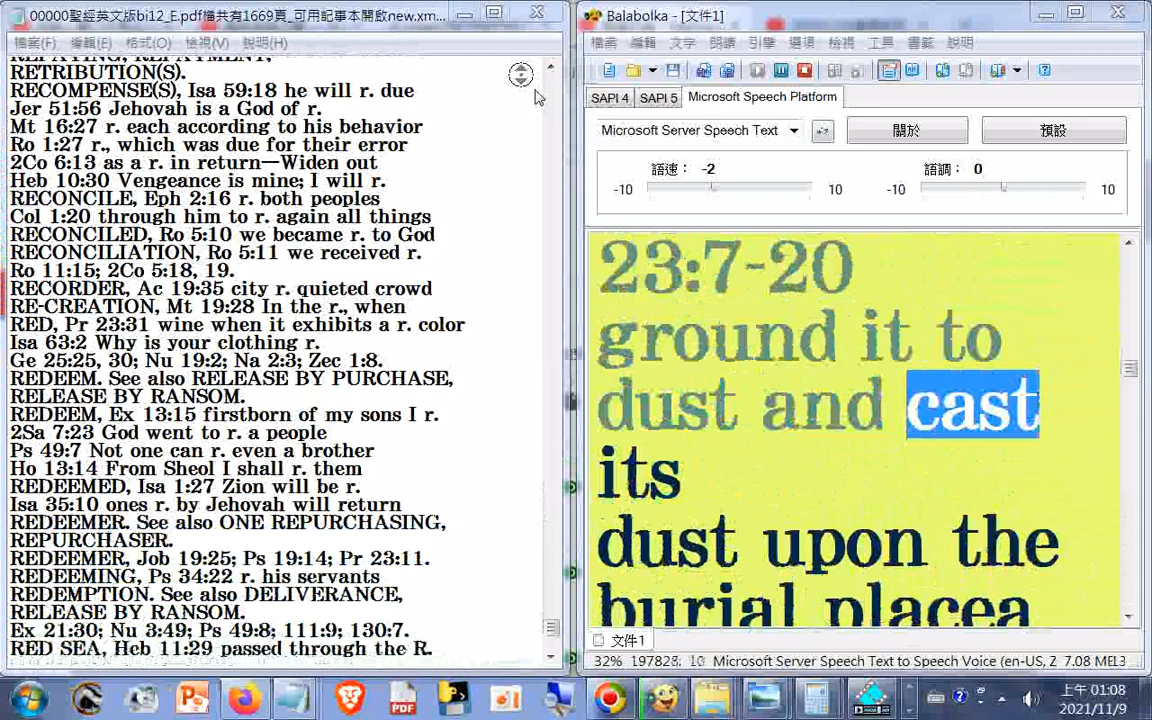 00000聖經英文版bi12_E.pdf檔共有1669頁_可用記事本開啟new.xm...
檔案(F) 編輯(E) 格式(O) 檢視(V) 說明(H)
REPAYING, REPAYMENT,
RETRIBUTION(S).
RECOMPENSE(S), Isa 59:18 he will r. due
Jer 51:56 Jehovah is a God of r.
Mt 16:27 r. each according to his behavior
Ro 1:27 r., which was due for their error
2Co 6:13 as a r. in return—Widen out
Heb 10:30 Vengeance is mine; I will r.
RECONCILE, Eph 2:16 r. both peoples
Col 1:20 through him to r. again all things
RECONCILED, Ro 5:10 we became r. to God
RECONCILIATION, Ro 5:11 we received r.
Ro 11:15; 2Co 5:18, 19.
RECORDER, Ac 19:35 city r. quieted crowd
RE-CREATION, Mt 19:28 In the r., when
RED, Pr 23:31 wine when it exhibits a r. color
Isa 63:2 Why is your clothing r.
Ge 25:25, 30; Nu 19:2; Na 2:3; Zec 1:8.
REDEEM. See also RELEASE BY PURCHASE,
RELEASE BY RANSOM.
REDEEM, Ex 13:15 firstborn of my sons I r.
2Sa 7:23 God went to r. a people
Ps 49:7 Not one can r. even a brother
Ho 13:14 From Sheol I shall r. them
REDEEMED, Isa 1:27 Zion will be r.
Isa 35:10 ones r. by Jehovah will return
REDEEMER. See also ONE REPURCHASING,
REPURCHASER.
REDEEMER, Job 19:25; Ps 19:14; Pr 23:11.
REDEEMING, Ps 34:22 r. his servants
REDEMPTION. See also DELIVERANCE,
RELEASE BY RANSOM.
Ex 21:30; Nu 3:49; Ps 49:8; 111:9; 130:7.
RED SEA, Heb 11:29 passed through the R.
Balabolka - [文件1]
檔案 編輯 文字 朗讀 引擎 選項 檢視 工具 書籤 說明
SAPI 4 SAPI 5 Microsoft Speech Platform
Microsoft Server Speech Text 關於 預設
語速： -2 語調： 0
-10 10 -10 10
23:7-20
ground it to
dust and cast
its
dust upon the
burial placea
文件1
32% 197828: 10 Microsoft Server Speech Text to Speech Voice (en-US, Z 7.08 ME
上午 01:08
2021/11/9